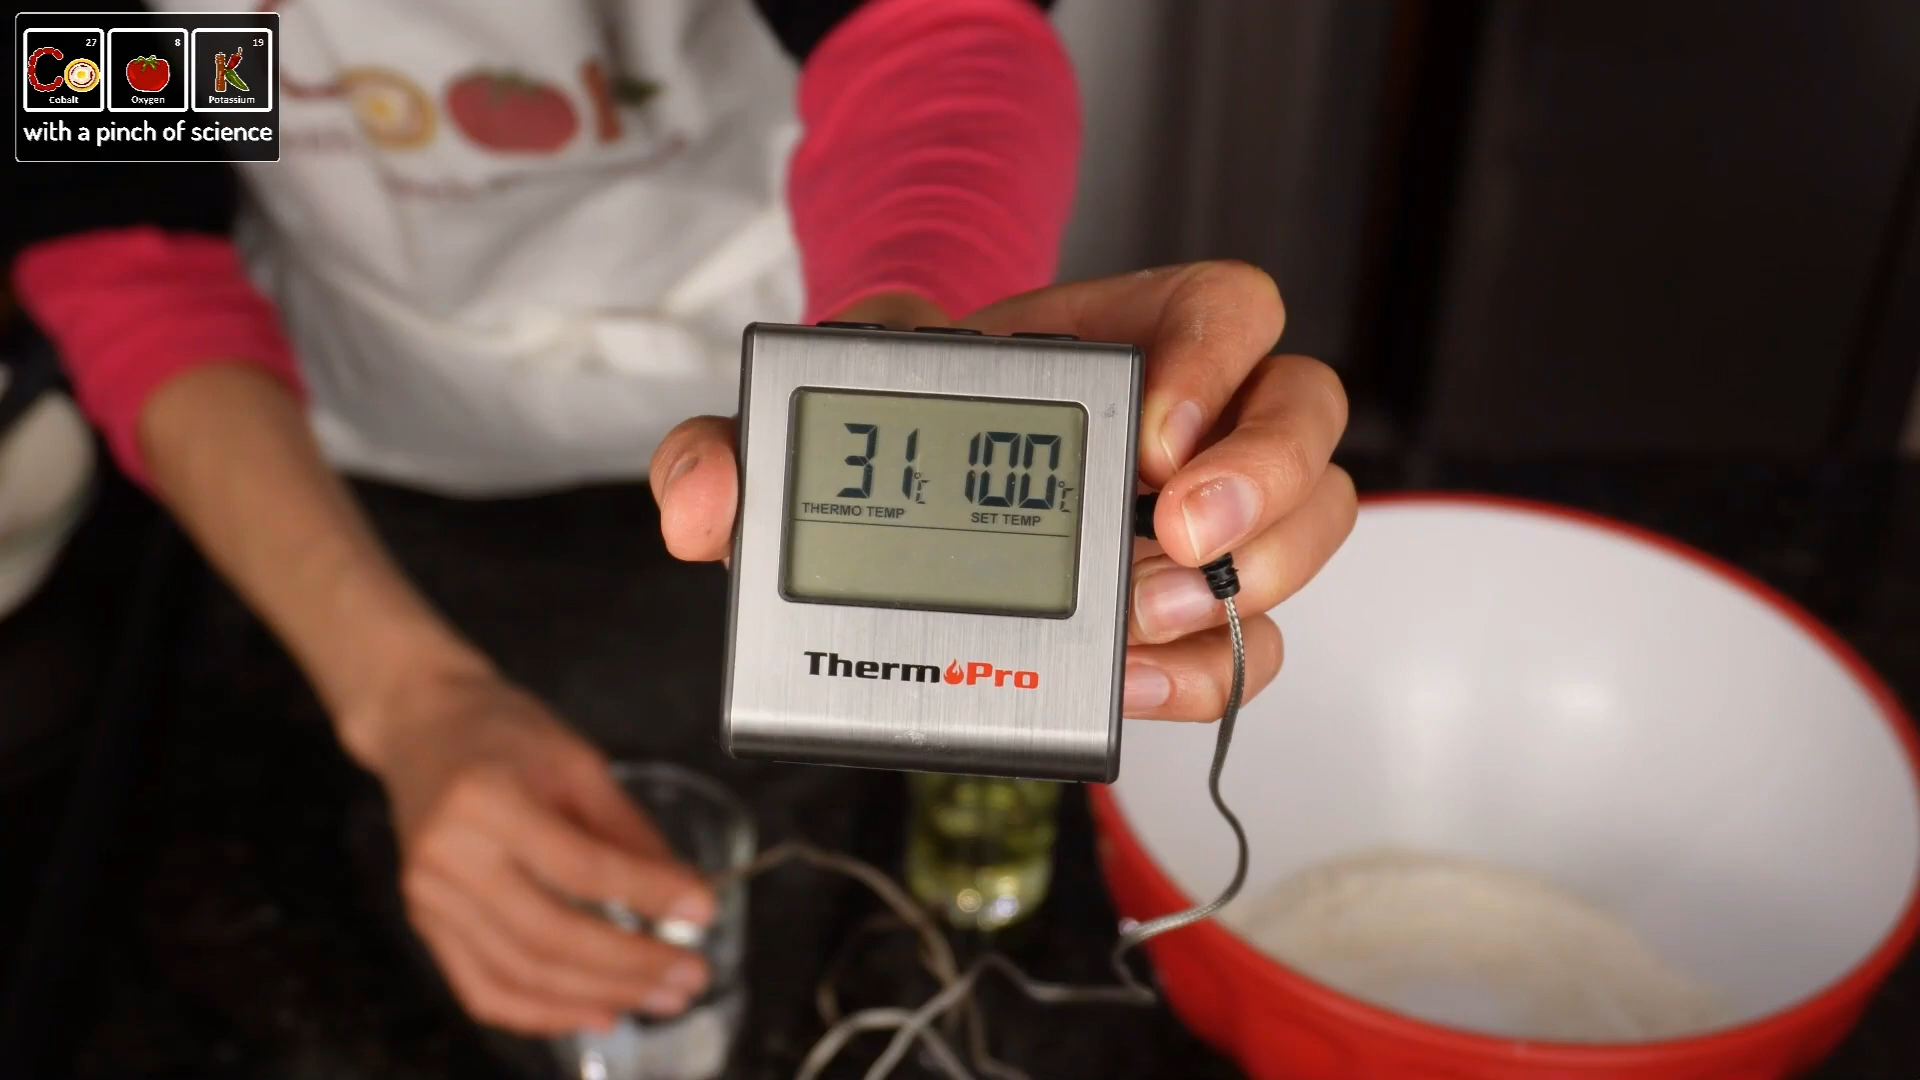 27 8 19
Co O K
Cobalt Oxygen Potassium
with a pinch of science
31°C 100°C
THERMO TEMP SET TEMP
ThermoPro